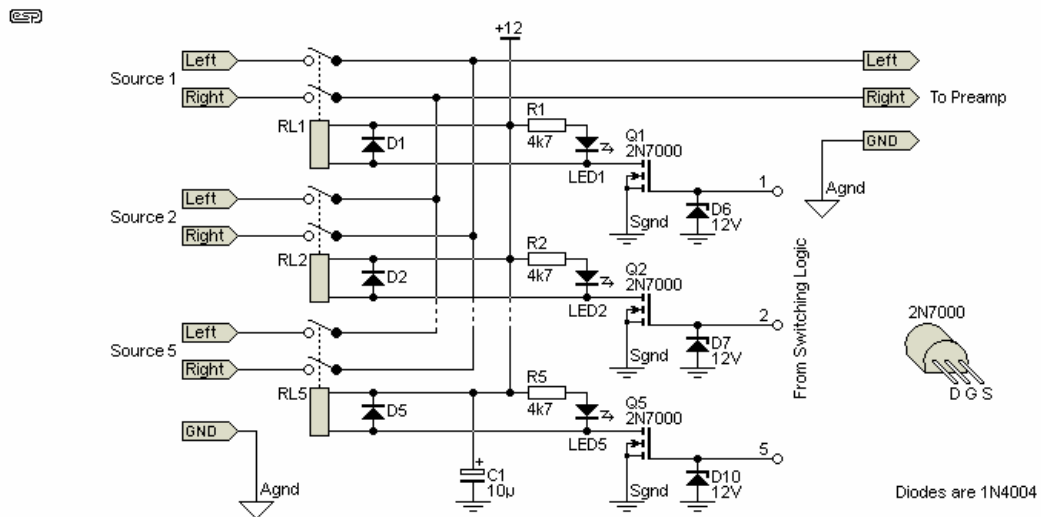 esp
+12
Left
Left
Source 1
Right
Right
To Preamp
R1
4k7
Q1
2N7000
RL1
D1
GND
LED1
1
Agnd
Left
Sgnd
D6
12V
Source 2
Right
R2
4k7
Q2
2N7000
RL2
D2
LED2
2
From Switching Logic
Left
Sgnd
D7
12V
2N7000
Source 5
Right
R5
4k7
Q5
2N7000
D G S
RL5
D5
GND
LED5
5
Agnd
+
C1
10µ
Sgnd
D10
12V
Diodes are 1N4004